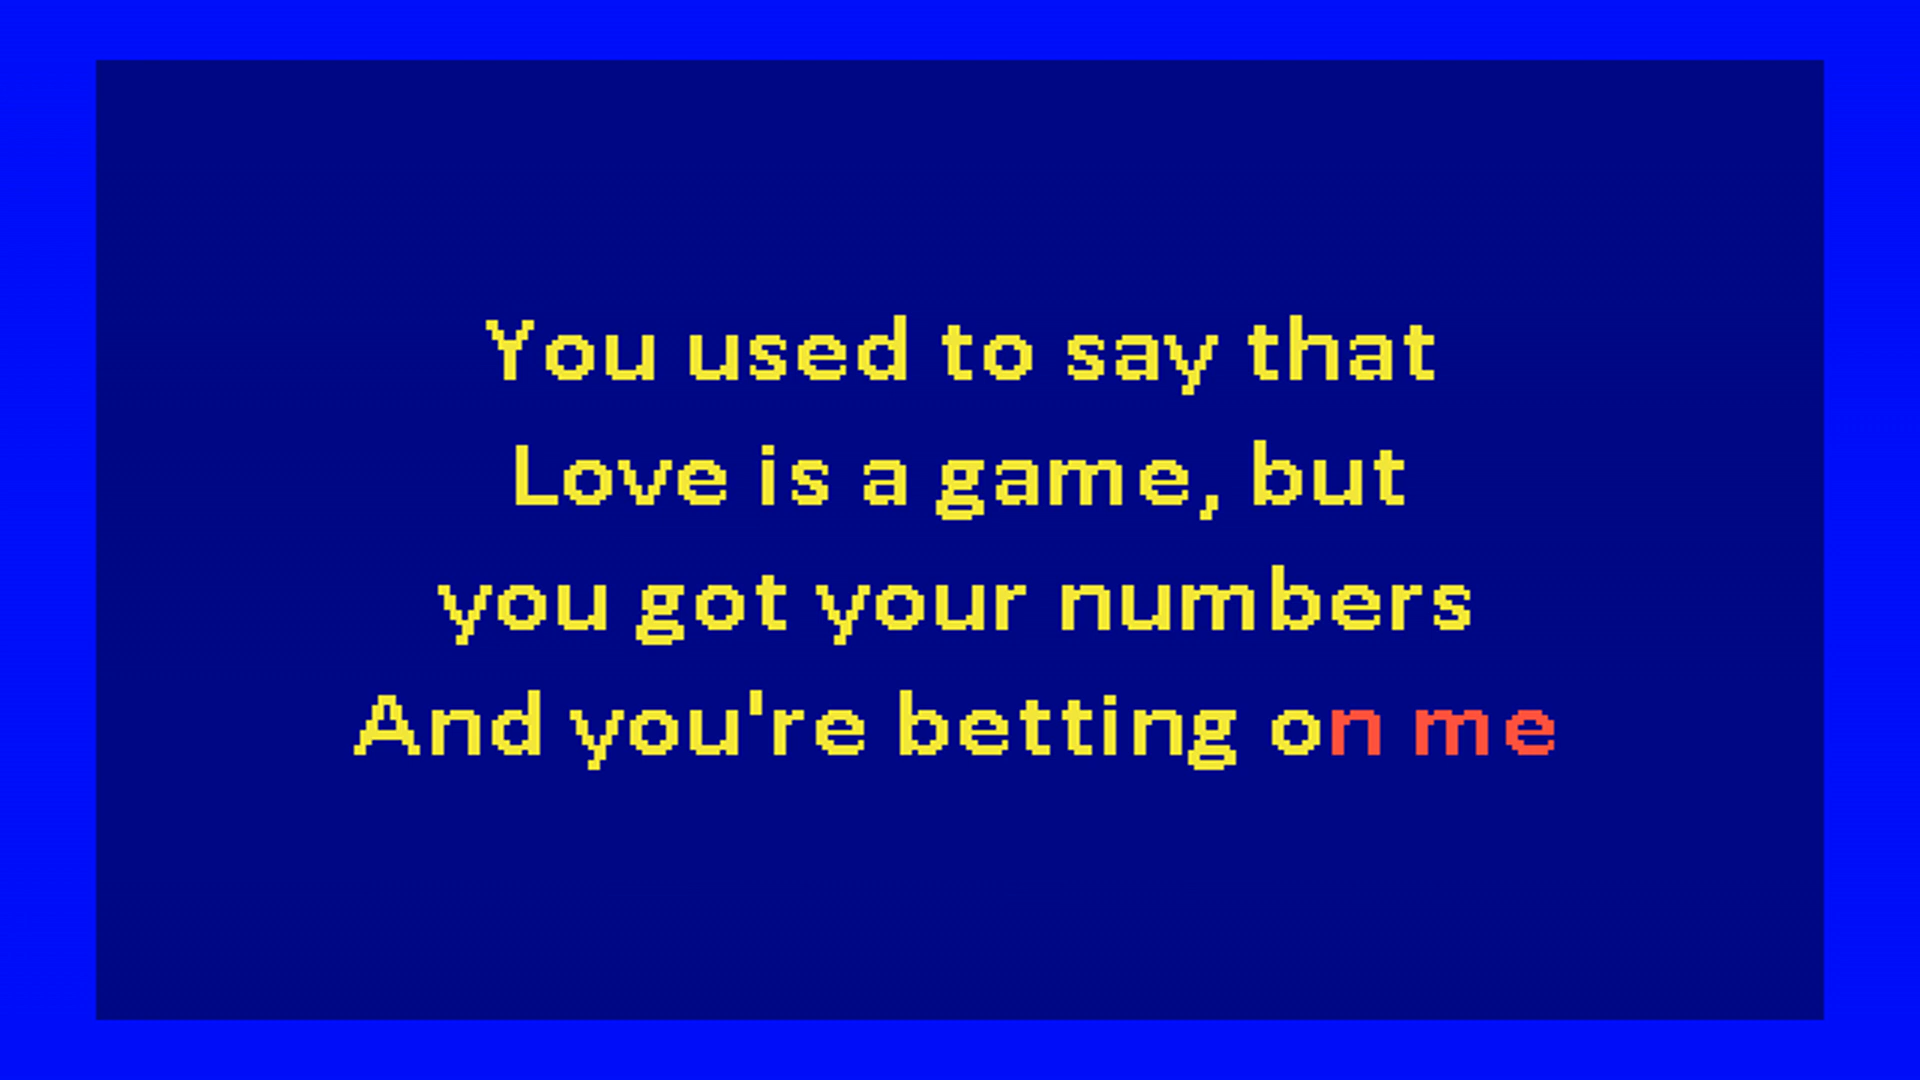 You used to say that
Love is a game, but
you got your numbers
And you're betting on me